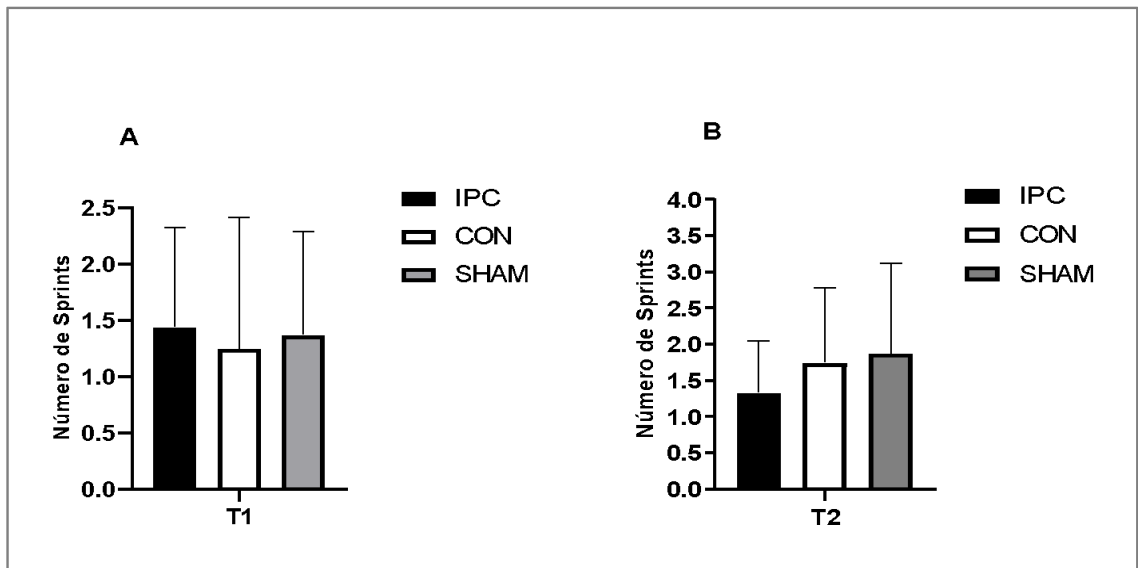 A
IPC
CON
SHAM
2.5
2.0
1.5
1.0
0.5
0.0
Número de Sprints
T1
B
IPC
CON
SHAM
4.0
3.5
3.0
2.5
2.0
1.5
1.0
0.5
0.0
Número de Sprints
T2